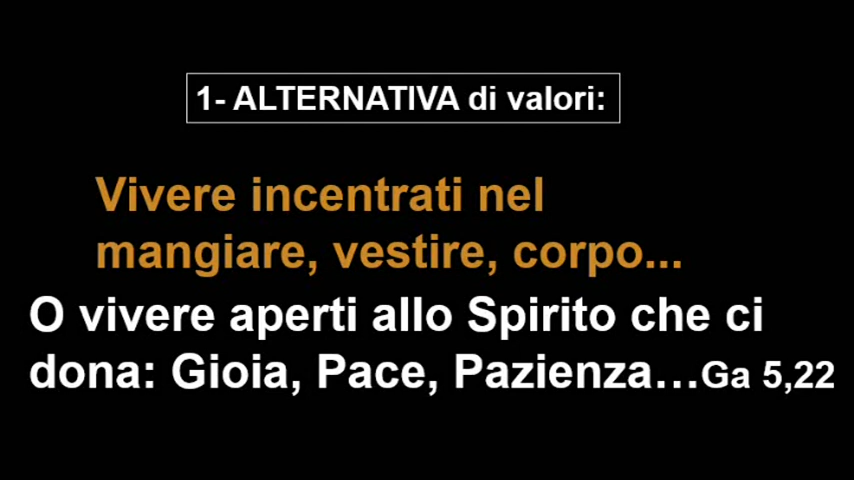 1- ALTERNATIVA di valori:
Vivere incentrati nel
mangiare, vestire, corpo...
O vivere aperti allo Spirito che ci
dona: Gioia, Pace, Pazienza…Ga 5,22